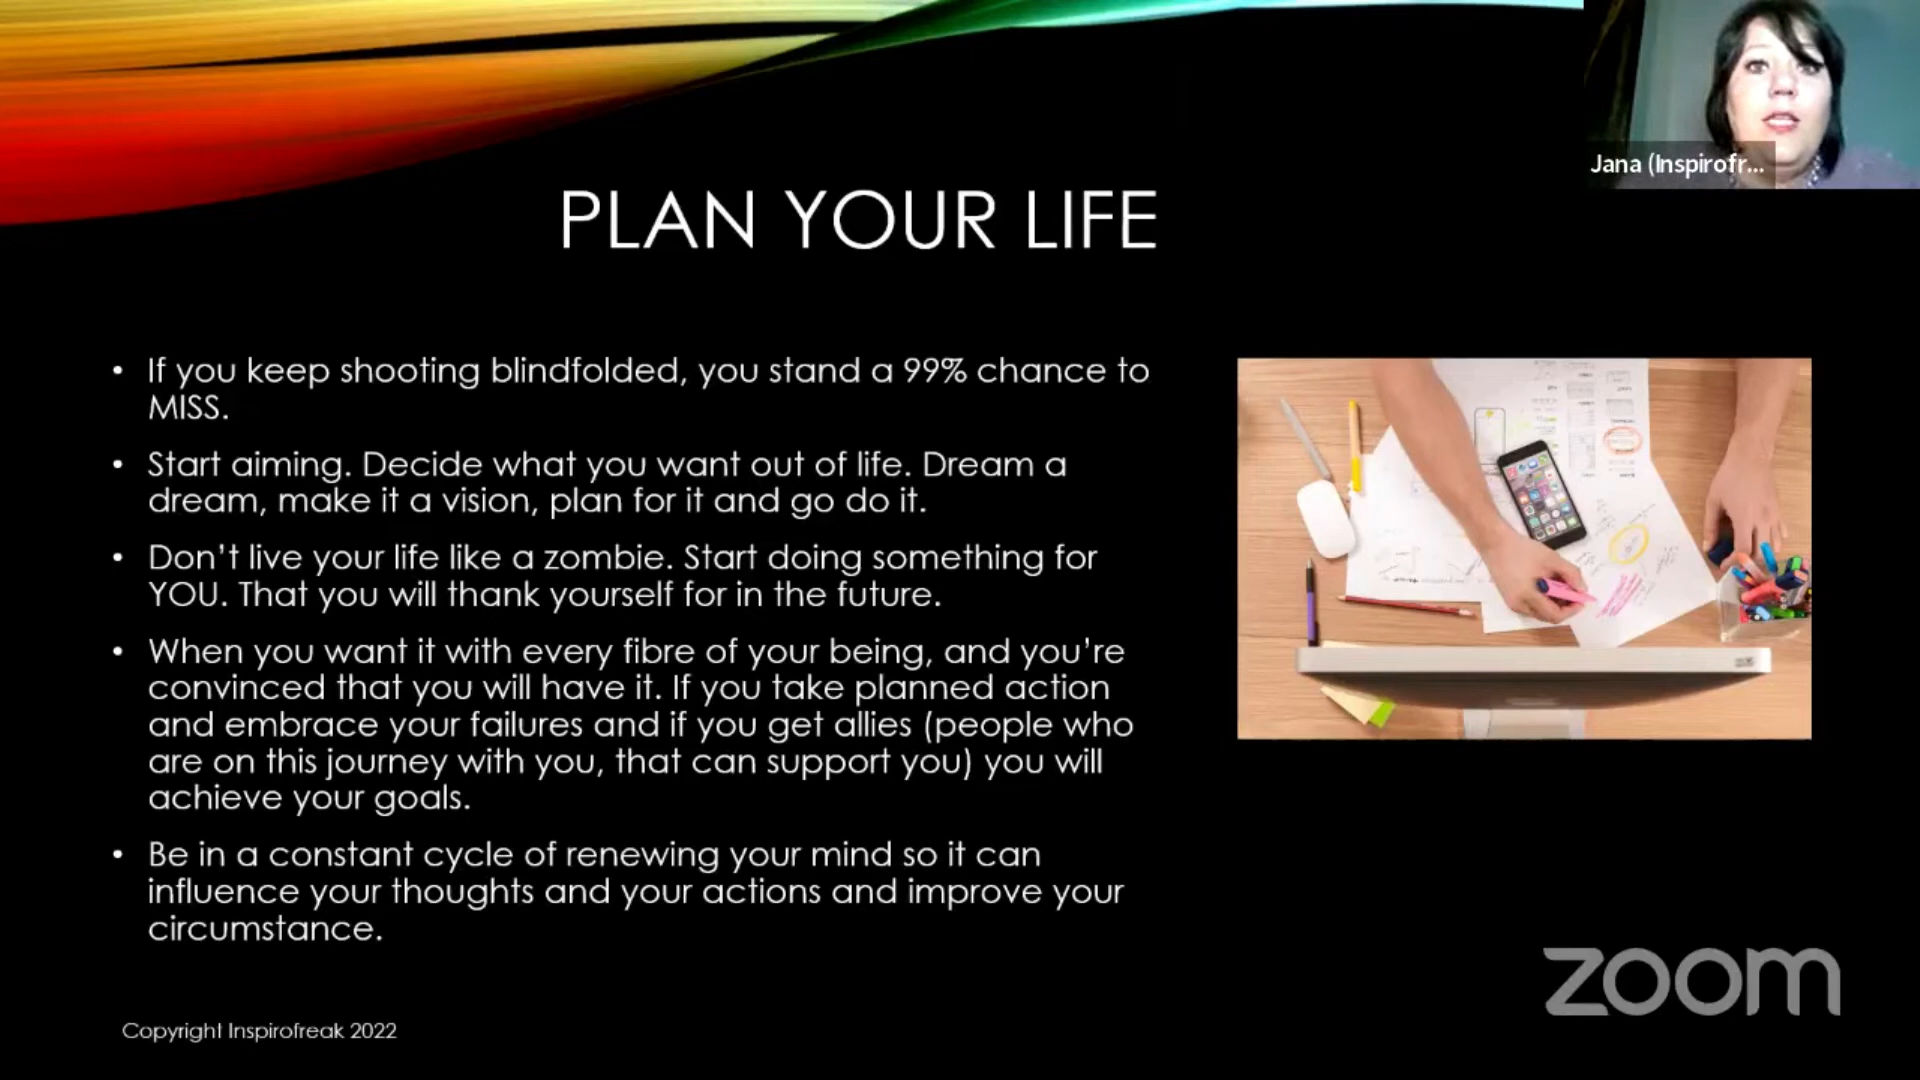 Jana (Inspirofr...
PLAN YOUR LIFE
• If you keep shooting blindfolded, you stand a 99% chance to
MISS.
• Start aiming. Decide what you want out of life. Dream a
dream, make it a vision, plan for it and go do it.
• Don't live your life like a zombie. Start doing something for
YOU. That you will thank yourself for in the future.
• When you want it with every fibre of your being, and you're
convinced that you will have it. If you take planned action
and embrace your failures and if you get allies (people who
are on this journey with you, that can support you) you will
achieve your goals.
• Be in a constant cycle of renewing your mind so it can
influence your thoughts and your actions and improve your
circumstance.
zoom
Copyright Inspirofreak 2022